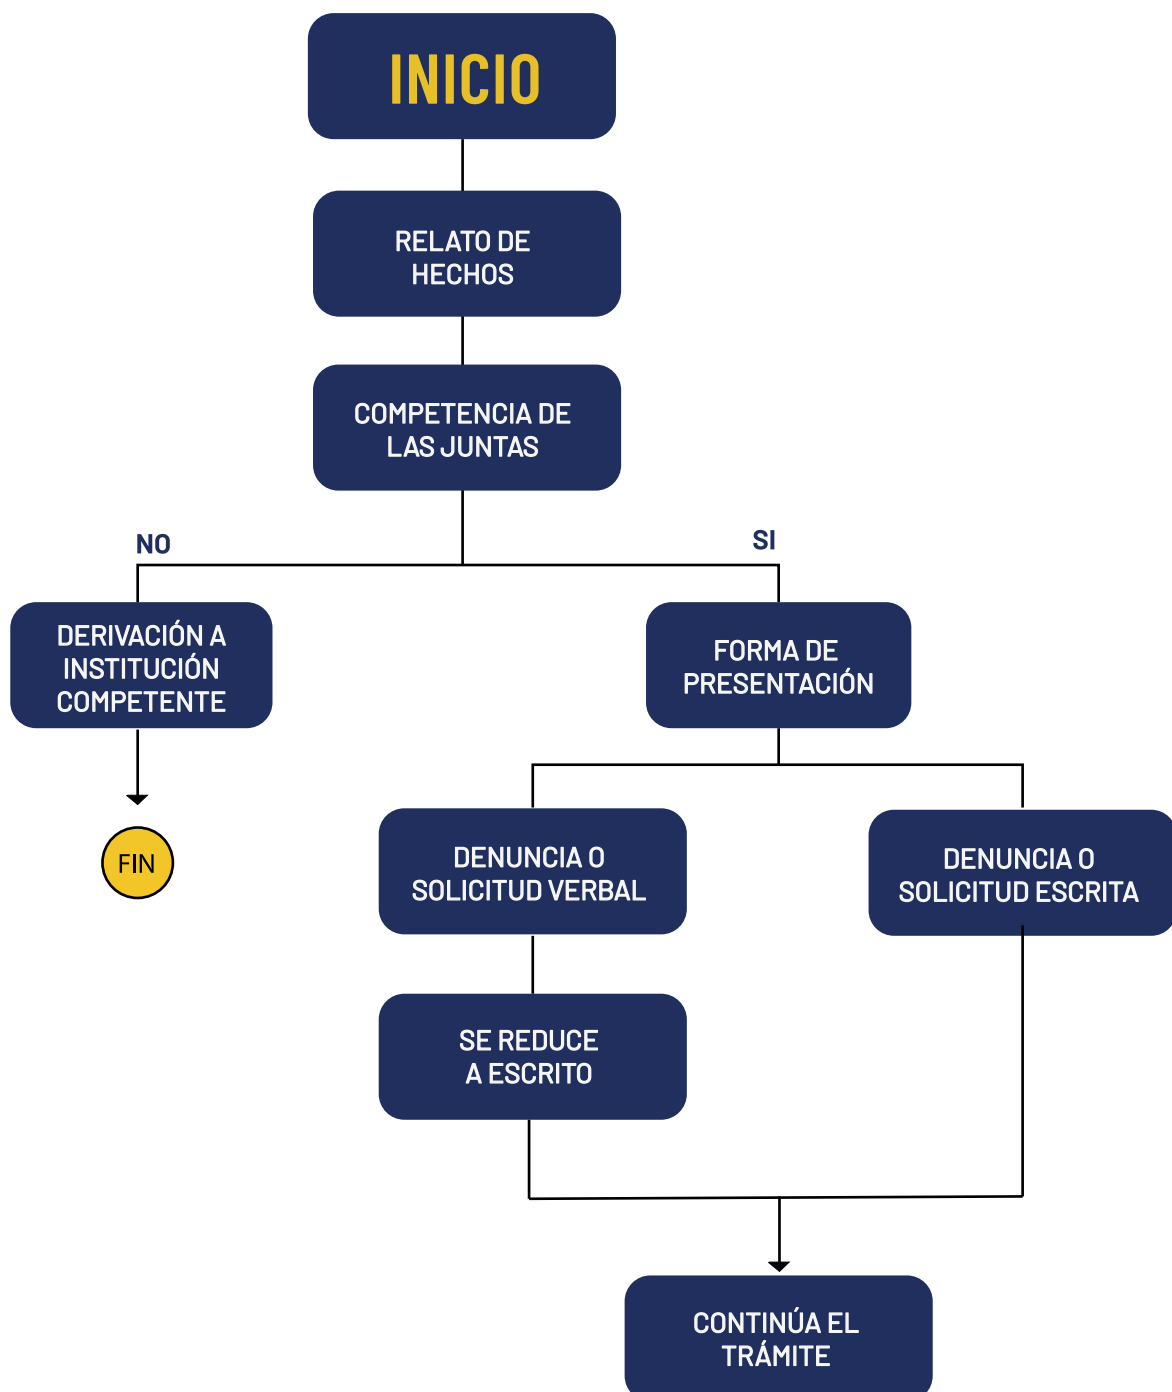 INICIO
RELATO DE
HECHOS
COMPETENCIA DE
LAS JUNTAS
NO
SI
DERIVACIÓN A
INSTITUCIÓN
COMPETENTE
FORMA DE
PRESENTACIÓN
FIN
DENUNCIA O
SOLICITUD VERBAL
DENUNCIA O
SOLICITUD ESCRITA
SE REDUCE
A ESCRITO
CONTINÚA EL
TRÁMITE